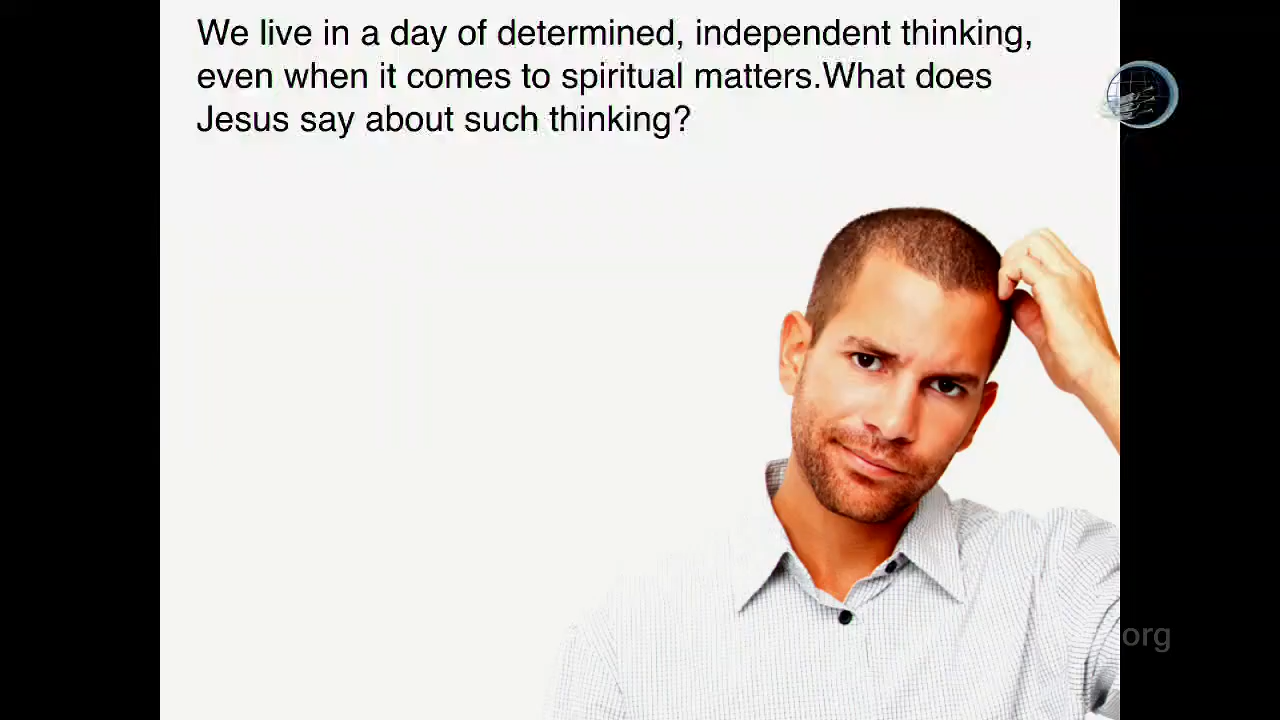 We live in a day of determined, independent thinking,
even when it comes to spiritual matters.What does
Jesus say about such thinking?
org